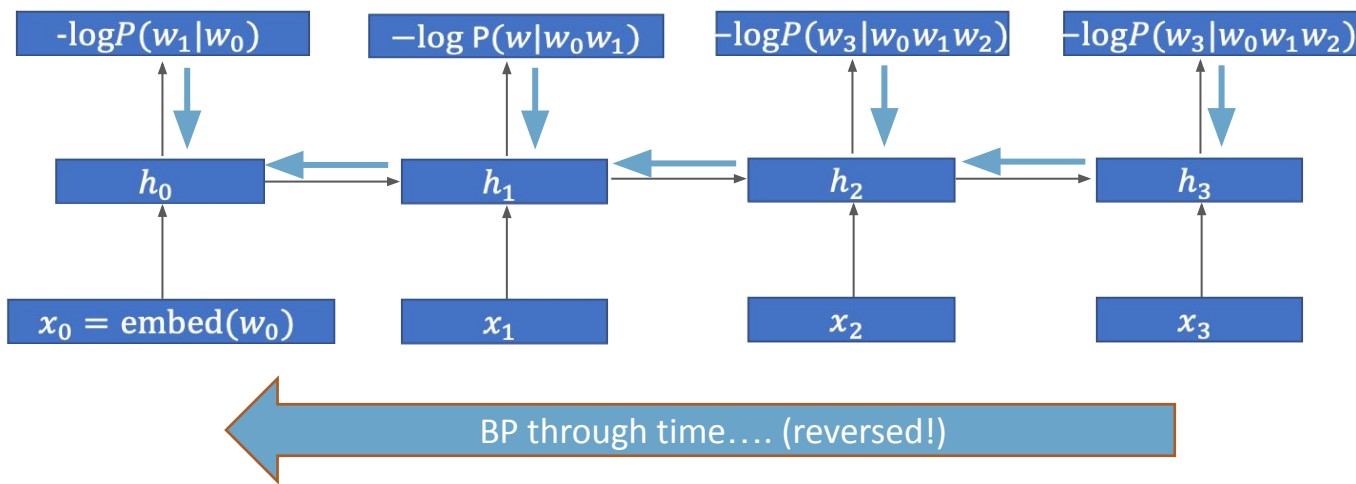 -logP(w₁|w₀)
−log P(w|w₀w₁)
−logP(w₃|w₀w₁w₂)
−logP(w₃|w₀w₁w₂)
h₀
h₁
h₂
h₃
x₀ = embed(w₀)
x₁
x₂
x₃
BP through time…. (reversed!)